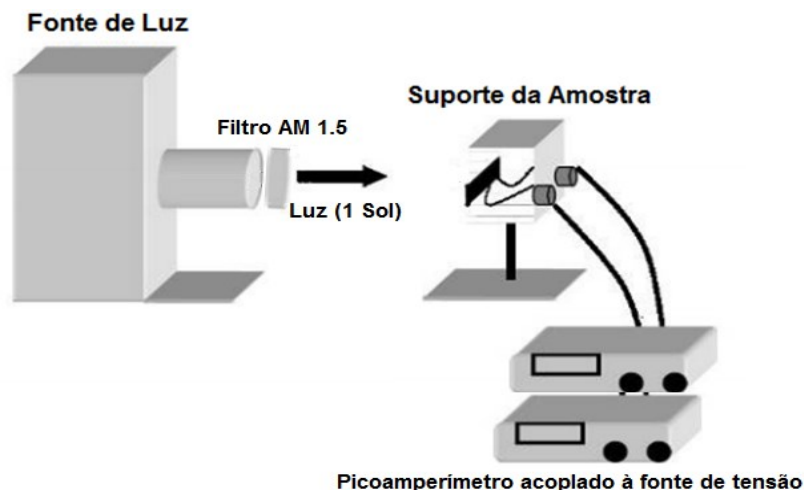 Fonte de Luz
Suporte da Amostra
Filtro AM 1.5
Luz (1 Sol)
Picoamperímetro acoplado à fonte de tensão